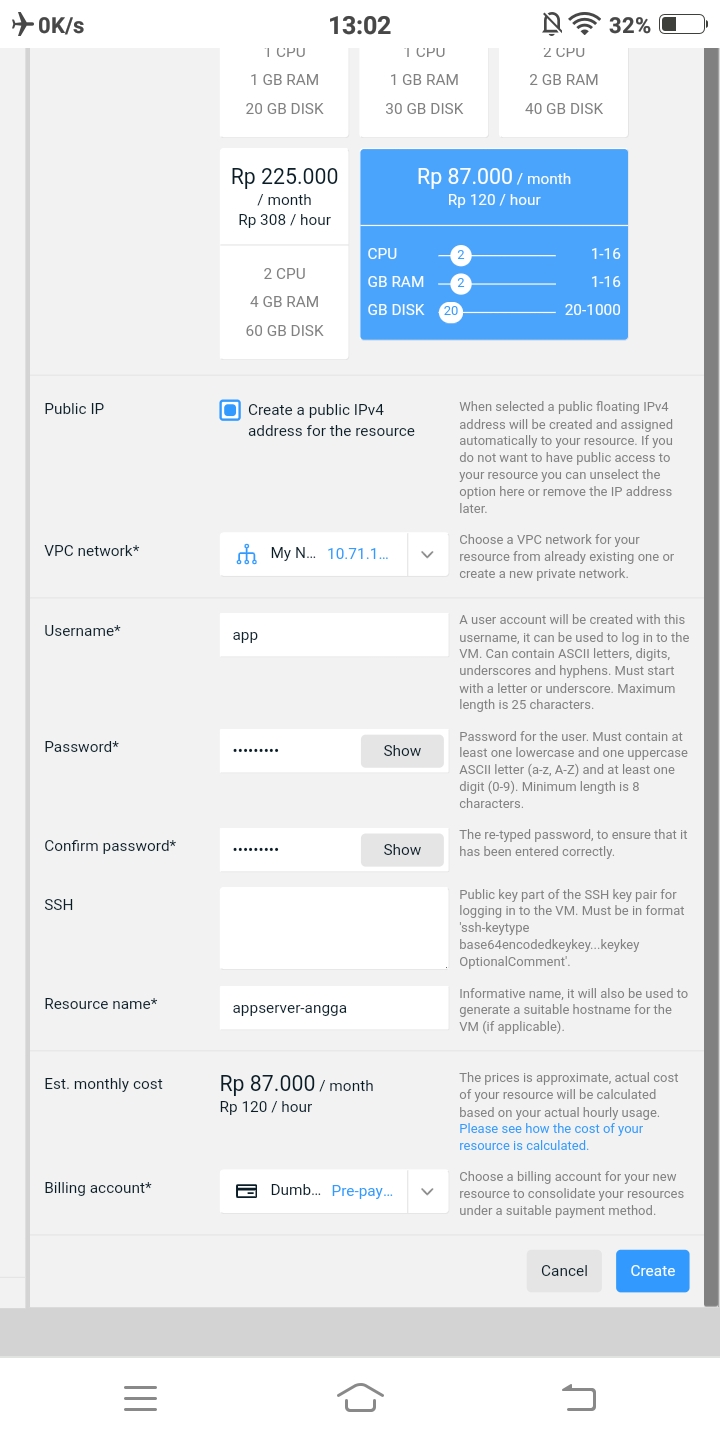 0K/s
13:02
32%
1 CPU
1 CPU
2 CPU
1 GB RAM
1 GB RAM
2 GB RAM
20 GB DISK
30 GB DISK
40 GB DISK
Rp 225.000
/ month
Rp 308 / hour
2 CPU
4 GB RAM
60 GB DISK
Rp 87.000 / month
Rp 120 / hour
CPU 2 1-16
GB RAM 2 1-16
GB DISK 20 20-1000
Public IP
Create a public IPv4
address for the resource
When selected a public floating IPv4
address will be created and assigned
automatically to your resource. If you
do not want to have public access to
your resource you can unselect the
option here or remove the IP address
later.
VPC network*
My N... 10.71.1...
Choose a VPC network for your
resource from already existing one or
create a new private network.
Username*
app
A user account will be created with this
username, it can be used to log in to the
VM. Can contain ASCII letters, digits,
underscores and hyphens. Must start
with a letter or underscore. Maximum
length is 25 characters.
Password*
•••••••••
Show
Password for the user. Must contain at
least one lowercase and one uppercase
ASCII letter (a-z, A-Z) and at least one
digit (0-9). Minimum length is 8
characters.
Confirm password*
•••••••••
Show
The re-typed password, to ensure that it
has been entered correctly.
SSH
Public key part of the SSH key pair for
logging in to the VM. Must be in format
'ssh-keytype
base64encodedkeykey...keykey
OptionalComment'.
Resource name*
appserver-angga
Informative name, it will also be used to
generate a suitable hostname for the
VM (if applicable).
Est. monthly cost
Rp 87.000 / month
Rp 120 / hour
The prices is approximate, actual cost
of your resource will be calculated
based on your actual hourly usage.
Please see how the cost of your
resource is calculated.
Billing account*
Dumb... Pre-pay...
Choose a billing account for your new
resource to consolidate your resources
under a suitable payment method.
Cancel
Create